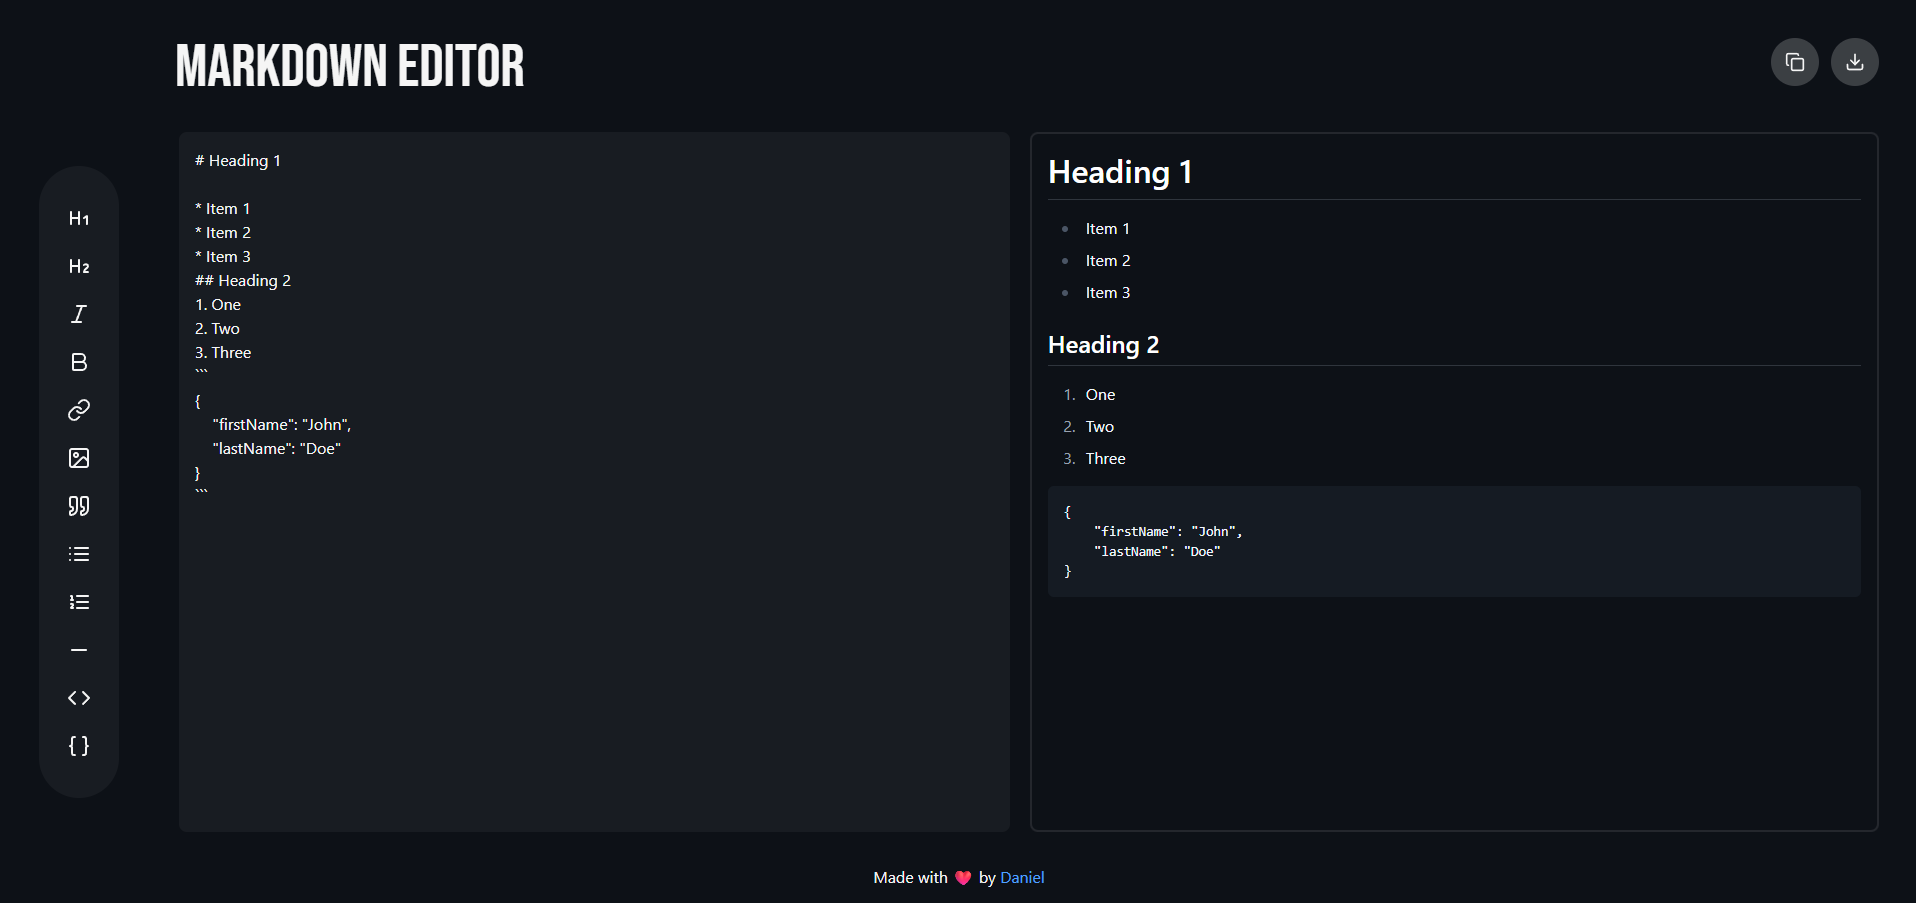 MARKDOWN EDITOR
H1
H2
I
B
# Heading 1
* Item 1
* Item 2
* Item 3
## Heading 2
1. One
2. Two
3. Three
```
{
    "firstName": "John",
    "lastName": "Doe"
}
```
Heading 1
• Item 1
• Item 2
• Item 3
Heading 2
1. One
2. Two
3. Three
{
    "firstName": "John",
    "lastName": "Doe"
}
Made with ❤️ by Daniel